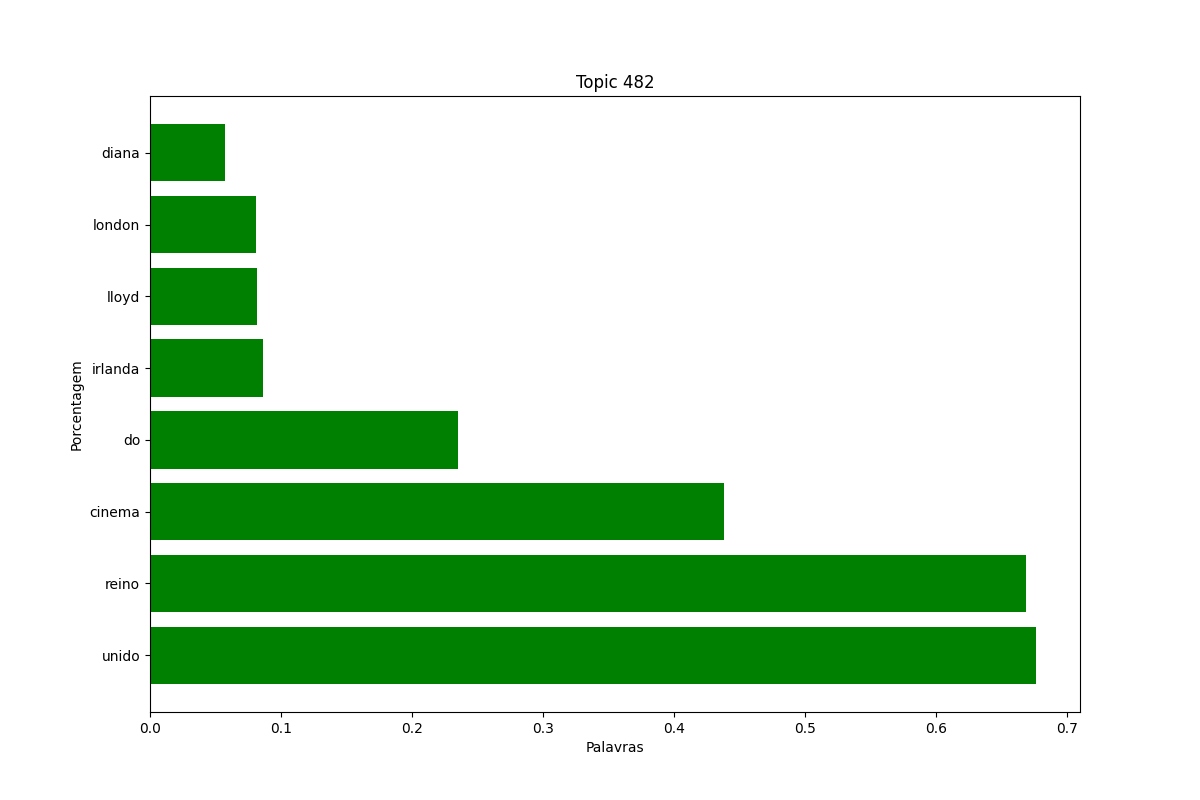 Topic 482
diana
london
lloyd
irlanda
do
cinema
reino
unido
Porcentagem
0.0 0.1 0.2 0.3 0.4 0.5 0.6 0.7
Palavras